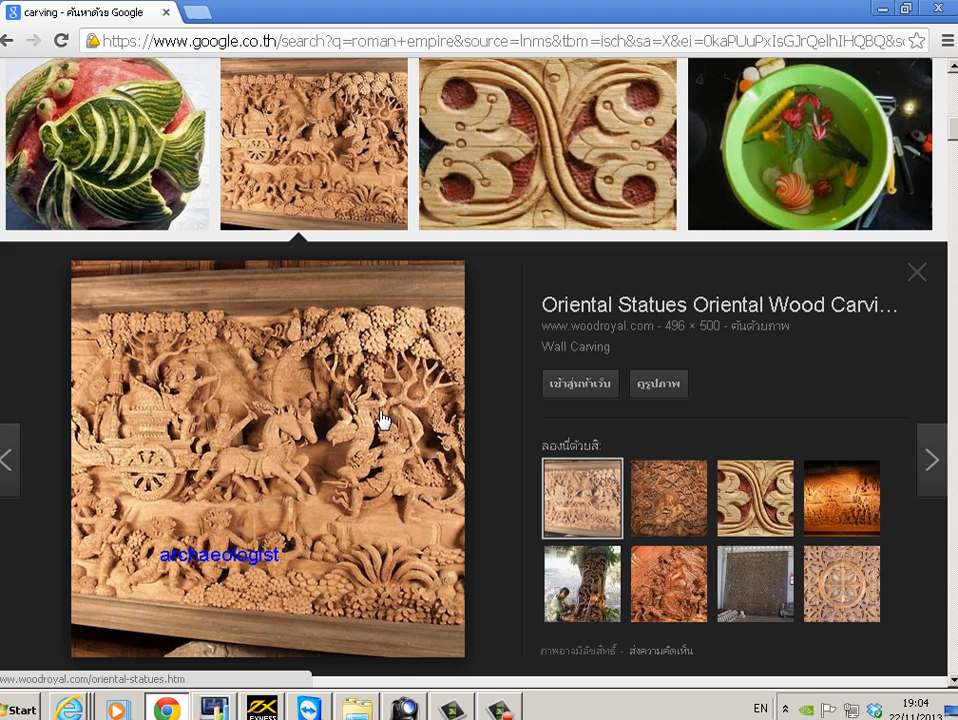 carving - ค้นหาด้วย Google
https://www.google.co.th/search?q=roman+empire&source=lnms&tbm=isch&sa=X&ei=0kaPUuPxIsGJrQelhIHQBQ&s
Oriental Statues Oriental Wood Carvi...
www.woodroyal.com - 496 × 500 - ค้นด้วยภาพ
Wall Carving
เข้าสู่หน้าเว็บ
ดูรูปภาพ
ลองนี่ด้วยสิ:
archaeologist
ภาพอาจมีลิขสิทธิ์ - ส่งความคิดเห็น
www.woodroyal.com/oriental-statues.htm
Start
EXNESS
EN
19:04
22/11/2013